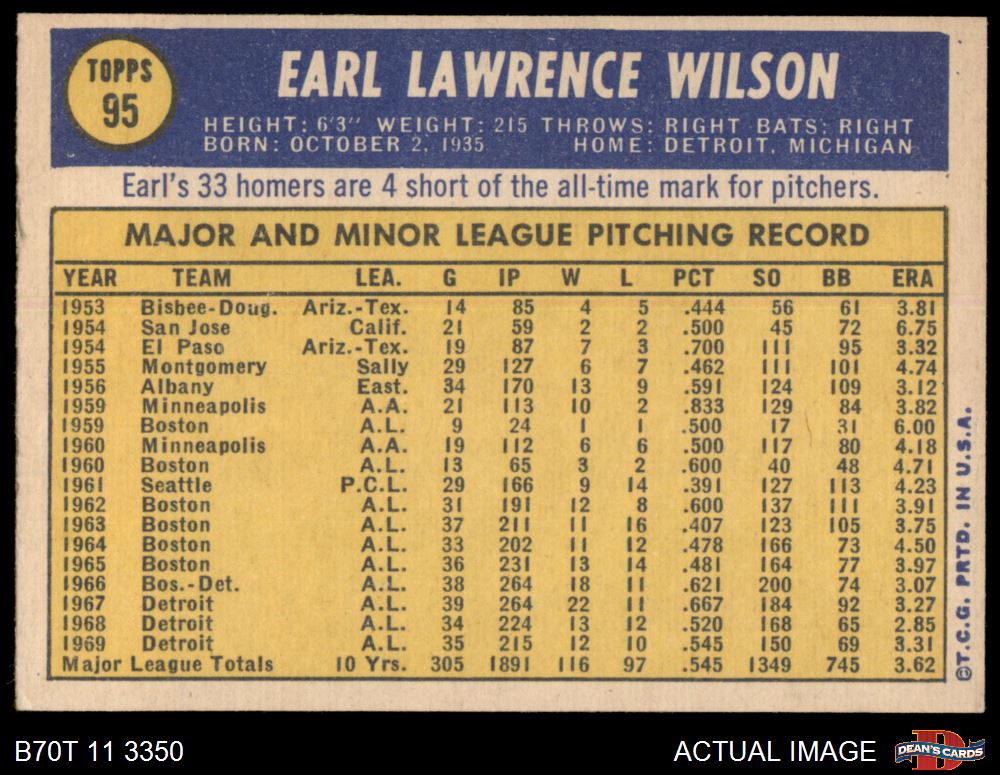 TOPPS
95
EARL LAWRENCE WILSON
HEIGHT: 6'3" WEIGHT: 215 THROWS: RIGHT BATS: RIGHT
BORN: OCTOBER 2, 1935 HOME: DETROIT, MICHIGAN
Earl's 33 homers are 4 short of the all-time mark for pitchers.
MAJOR AND MINOR LEAGUE PITCHING RECORD
YEAR TEAM LEA. G IP W L PCT SO BB ERA
1953 Bisbee-Doug. Ariz.-Tex. 14 85 4 5 .444 56 61 3.81
1954 San Jose Calif. 21 59 2 2 .500 45 72 6.75
1954 El Paso Ariz.-Tex. 19 87 7 3 .700 111 95 3.32
1955 Montgomery Sally 29 127 6 7 .462 111 101 4.74
1956 Albany East. 34 170 13 9 .591 124 109 3.12
1959 Minneapolis A.A. 21 113 10 2 .833 129 84 3.82
1959 Boston A.L. 9 24 1 1 .500 17 31 6.00
1960 Minneapolis A.A. 19 112 6 6 .500 117 80 4.18
1960 Boston A.L. 13 65 3 2 .600 40 48 4.71
1961 Seattle P.C.L. 29 166 9 14 .391 127 113 4.23
1962 Boston A.L. 31 191 12 8 .600 137 111 3.91
1963 Boston A.L. 37 211 11 16 .407 123 105 3.75
1964 Boston A.L. 33 202 11 12 .478 166 73 4.50
1965 Boston A.L. 36 231 13 14 .481 164 77 3.97
1966 Bos.-Det. A.L. 38 264 18 11 .621 200 74 3.07
1967 Detroit A.L. 39 264 22 11 .667 184 92 3.27
1968 Detroit A.L. 34 224 13 12 .520 168 65 2.85
1969 Detroit A.L. 35 215 12 10 .545 150 69 3.31
Major League Totals 10 Yrs. 305 1891 116 97 .545 1349 745 3.62
©T.C.G. PRTD. IN U.S.A.
B70T 11 3350
ACTUAL IMAGE
DEAN'S CARDS